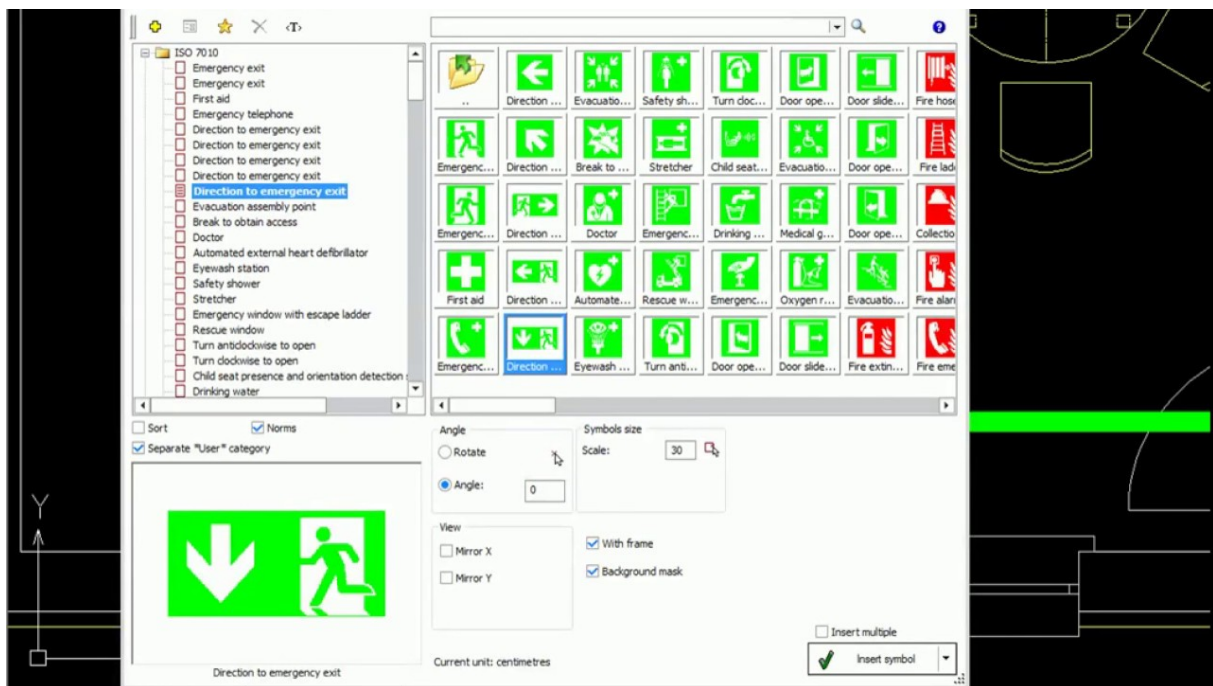 <T>
ISO 7010
Emergency exit
Emergency exit
First aid
Emergency telephone
Direction to emergency exit
Direction to emergency exit
Direction to emergency exit
Direction to emergency exit
Direction to emergency exit
Evacuation assembly point
Break to obtain access
Doctor
Automated external heart defibrillator
Eyewash station
Safety shower
Stretcher
Emergency window with escape ladder
Rescue window
Turn anticlockwise to open
Turn clockwise to open
Child seat presence and orientation detection
Drinking water
.. Direction ... Evacuatio... Safety sh... Turn cloc... Door ope... Door slide... Fire hose
Emergenc... Direction ... Break to ... Stretcher Child seat... Evacuatio... Door ope... Fire lad
Emergenc... Direction ... Doctor Emergenc... Drinking ... Medical g... Door ope... Collectio
First aid Direction ... Automate... Rescue w... Emergenc... Oxygen r... Evacuatio... Fire alar
Emergenc... Direction ... Eyewash ... Turn anti... Door ope... Door slide... Fire extin... Fire eme
Sort Norms
Separate "User" category
Angle
Rotate
Angle: 0
Symbols size
Scale: 30
View
Mirror X
Mirror Y
With frame
Background mask
Insert multiple
Insert symbol
Current unit: centimetres
Direction to emergency exit
Y